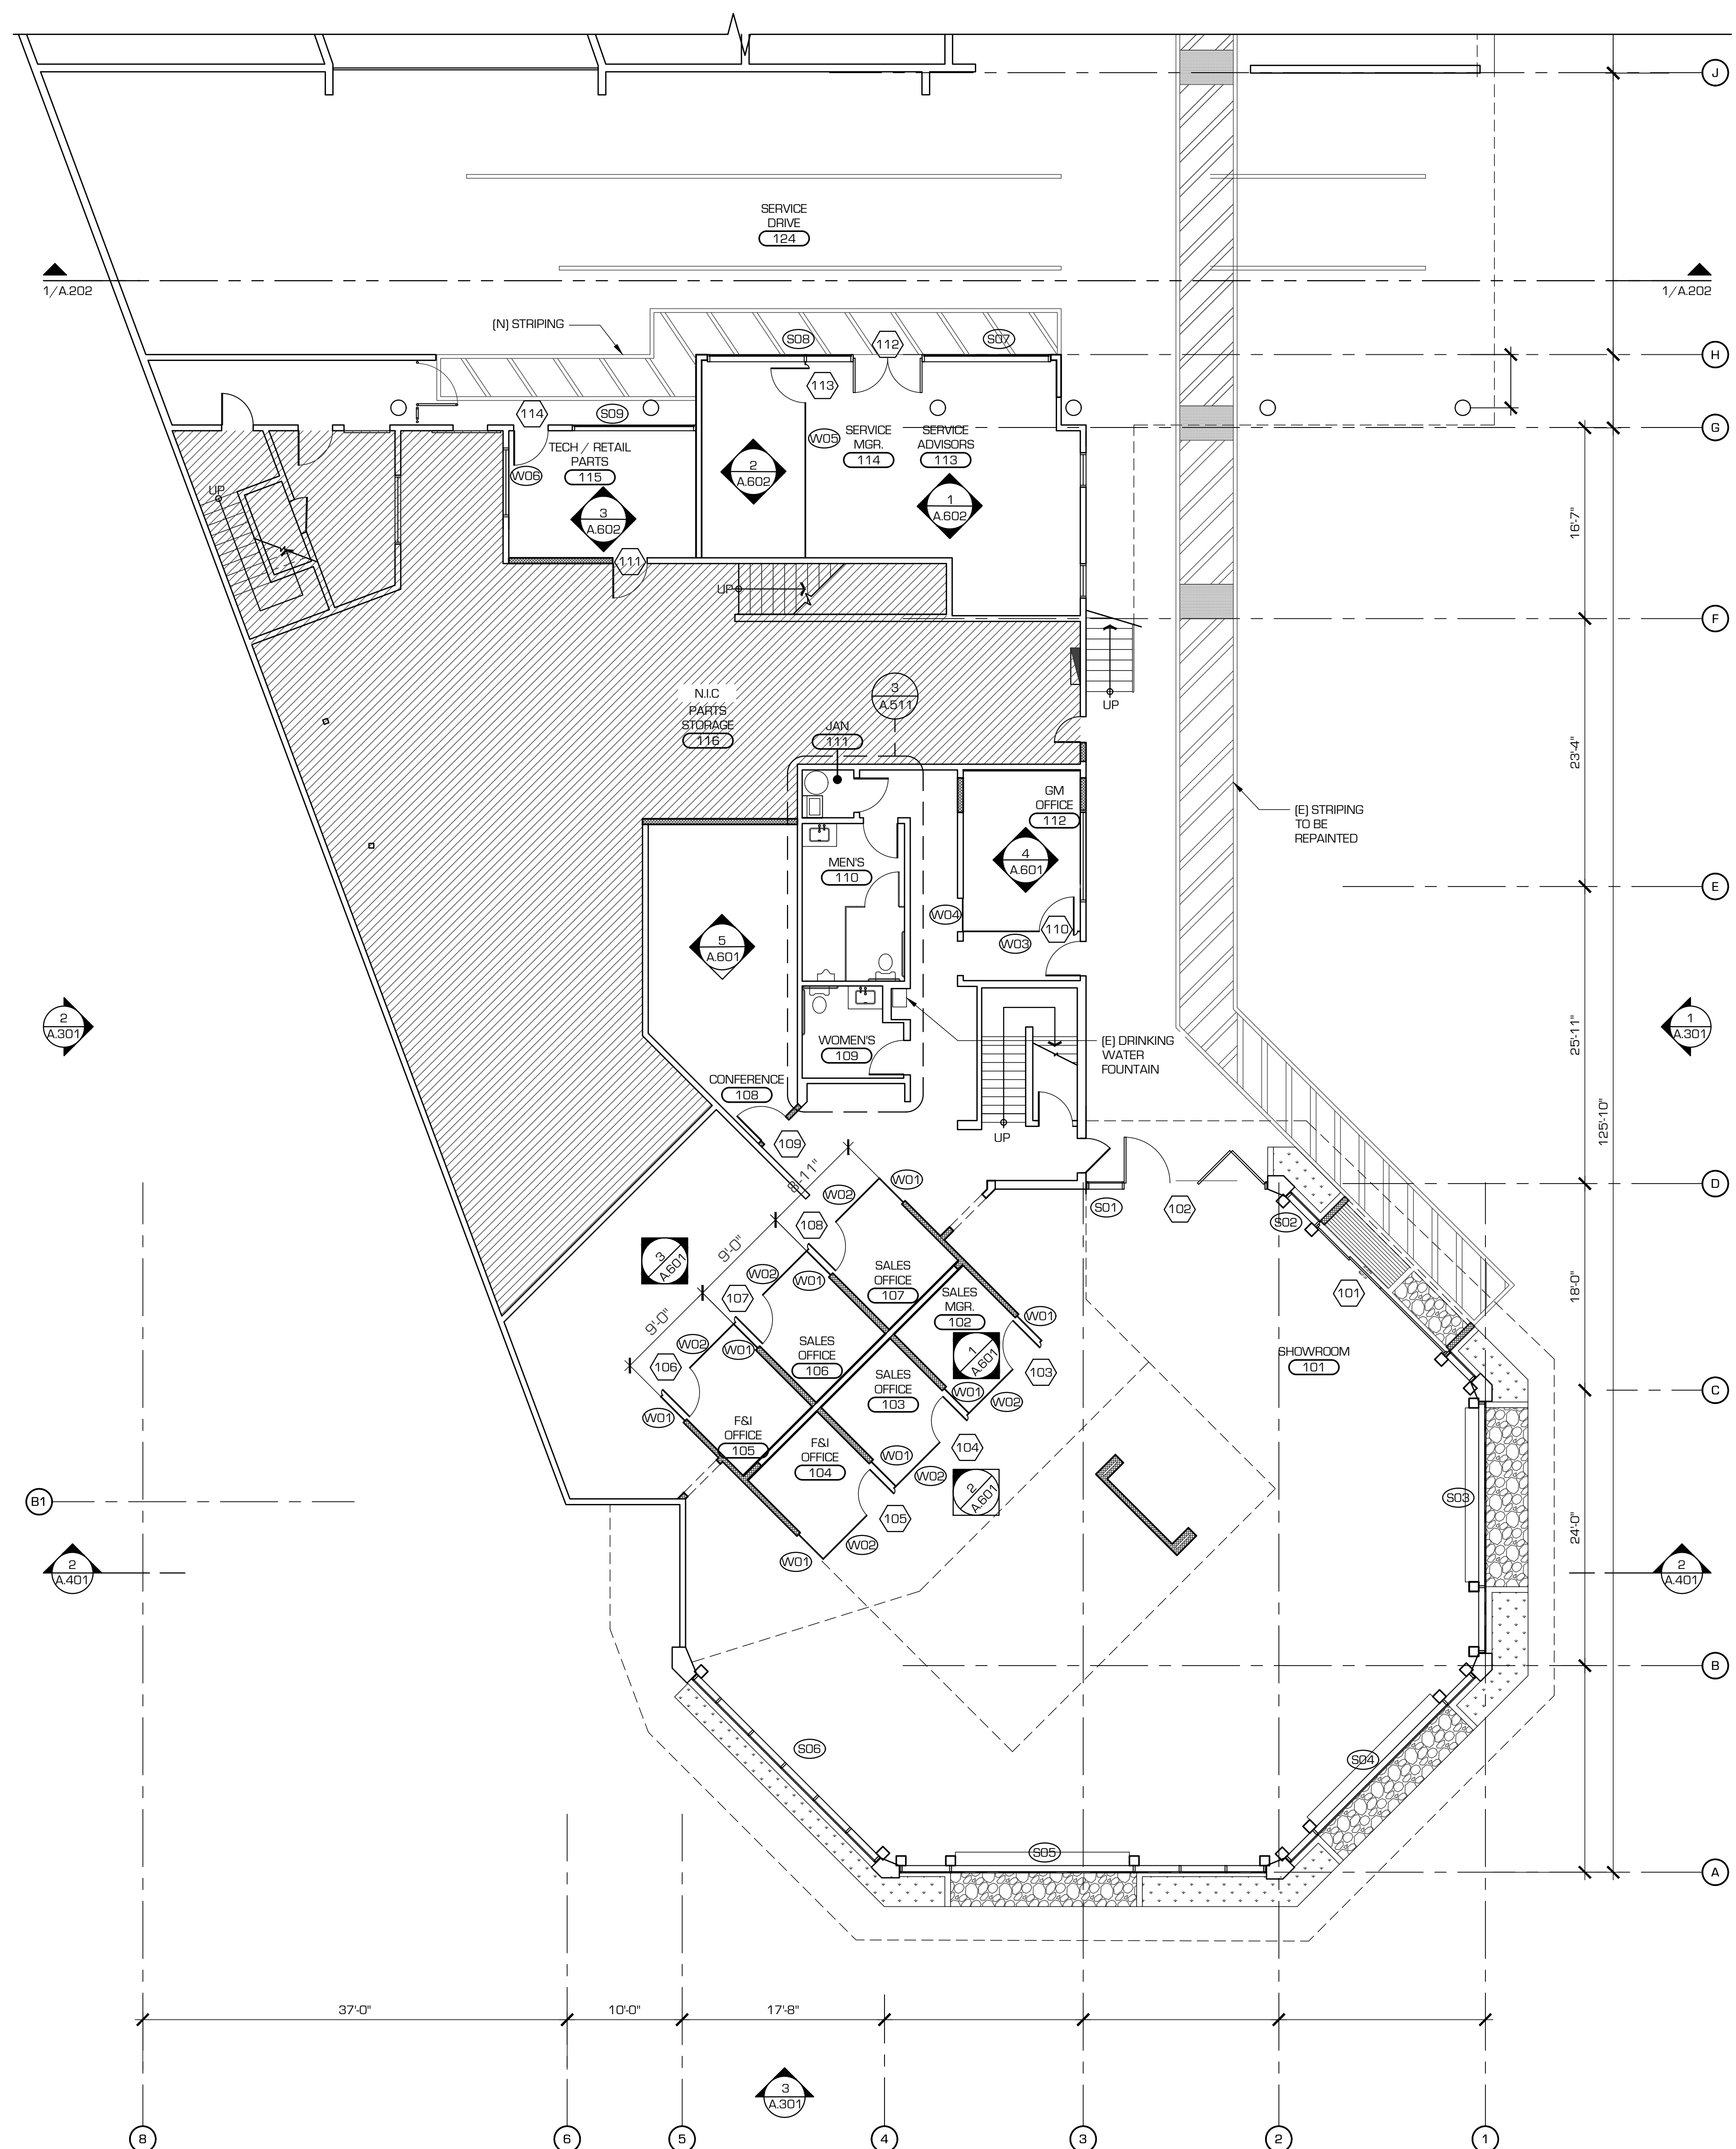 J
SERVICE
DRIVE
124
1/A.202
1/A.202
(N) STRIPING
S08
112
S07
H
113
114
S09
W05
SERVICE
MGR.
114
SERVICE
ADVISORS
113
G
TECH / RETAIL
PARTS
115
W06
2
A.602
UP
3
A.602
1
A.602
16'-7"
111
UP
F
N.I.C
PARTS
STORAGE
116
3
A.511
UP
JAN
111
23'-4"
GM
OFFICE
112
(E) STRIPING
TO BE
REPAINTED
4
A.601
MEN'S
110
E
W04
110
W03
5
A.601
2
A.301
1
A.301
WOMEN'S
109
(E) DRINKING
WATER
FOUNTAIN
25'-11"
CONFERENCE
108
125'-10"
UP
109
8'-11"
W01
D
W02
S01
102
S02
108
9'-0"
3
A.601
W02
W01
SALES
OFFICE
107
107
SALES
MGR.
102
101
18'-0"
9'-0"
W01
W02
W01
SALES
OFFICE
106
1
A.601
SHOWROOM
101
106
103
SALES
OFFICE
103
W01
W02
C
W01
F&I
OFFICE
105
F&I
OFFICE
104
W01
104
W02
2
A.601
S03
B1
105
24'-0"
W02
W01
2
A.401
2
A.401
B
S06
S04
S05
A
37'-0"
10'-0"
17'-8"
3
A.301
8
6
5
4
3
2
1